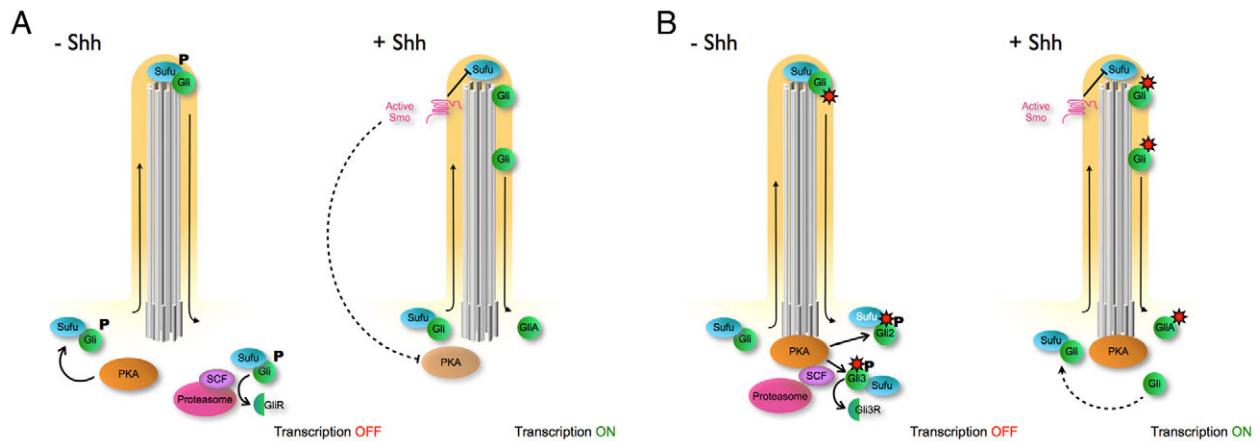 A
- Shh
P
Sufu
Gli
Sufu
P
Gli
PKA
Sufu
P
Gli
SCF
Proteasome
GliR
Transcription OFF
+ Shh
Sufu
Active
Smo
Gli
Gli
Sufu
Gli
GliA
PKA
Transcription ON
B
- Shh
Sufu
Gli
Sufu
Gli
Sufu
P
Gli2
PKA
P
SCF
Gli3
Sufu
Proteasome
Gli3R
Transcription OFF
+ Shh
Sufu
Active
Smo
Gli
Gli
GliA
Sufu
Gli
PKA
Gli
Transcription ON